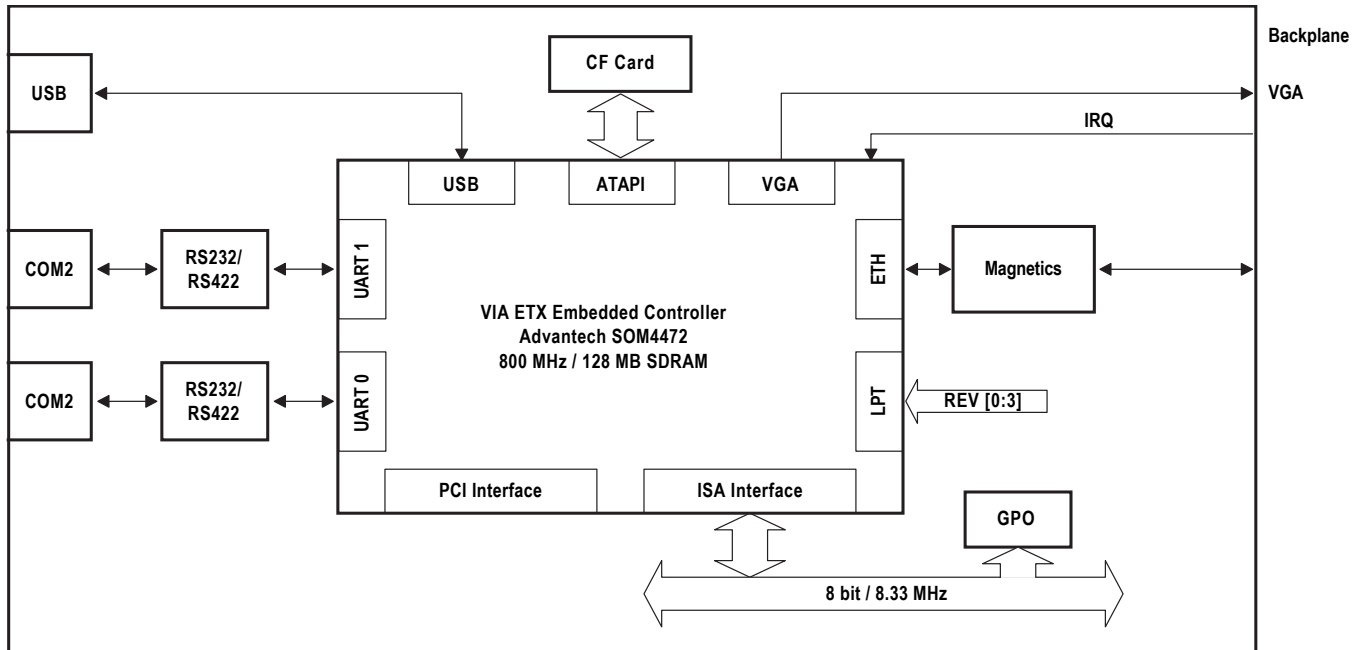 Backplane
CF Card
USB
VGA
IRQ
USB
ATAPI
VGA
COM2
RS232/
RS422
UART 1
ETH
Magnetics
VIA ETX Embedded Controller
Advantech SOM4472
800 MHz / 128 MB SDRAM
COM2
RS232/
RS422
UART 0
LPT
REV [0:3]
PCI Interface
ISA Interface
GPO
8 bit / 8.33 MHz